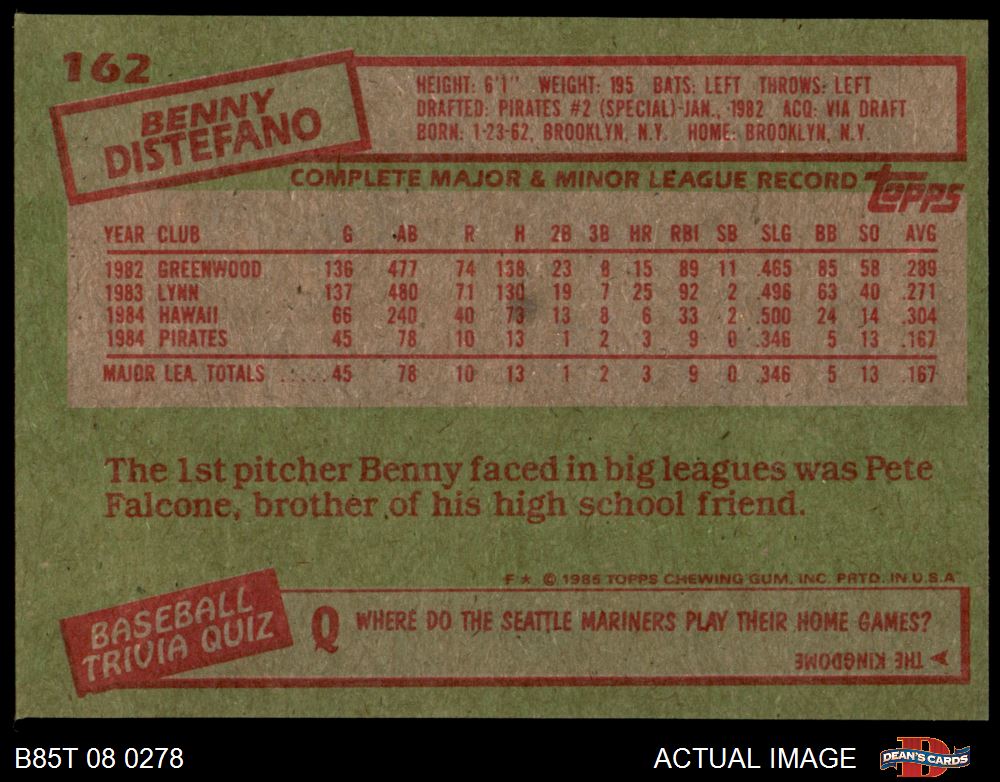 162
BENNY
DISTEFANO
HEIGHT: 6'1" WEIGHT: 195 BATS: LEFT THROWS: LEFT
DRAFTED: PIRATES #2 (SPECIAL)-JAN., 1982 ACQ: VIA DRAFT
BORN: 1-23-62, BROOKLYN, N.Y. HOME: BROOKLYN, N.Y.
COMPLETE MAJOR & MINOR LEAGUE RECORD topps
YEAR CLUB G AB R H 2B 3B HR RBI SB SLG BB SO AVG
1982 GREENWOOD 136 477 74 138 23 8 15 89 11 .465 85 58 .289
1983 LYNN 137 480 71 130 19 7 25 92 2 .496 63 40 .271
1984 HAWAII 66 240 40 73 13 8 6 33 2 .500 24 14 .304
1984 PIRATES 45 78 10 13 1 2 3 9 0 .346 5 13 .167
MAJOR LEA. TOTALS ......45 78 10 13 1 2 3 9 0 .346 5 13 .167
The 1st pitcher Benny faced in big leagues was Pete
Falcone, brother of his high school friend.
F ★ © 1985 TOPPS CHEWING GUM, INC. PRTD. IN U.S.A
BASEBALL
TRIVIA QUIZ
Q WHERE DO THE SEATTLE MARINERS PLAY THEIR HOME GAMES?
THE KINGDOME
B85T 08 0278 ACTUAL IMAGE DEAN'S CARDS